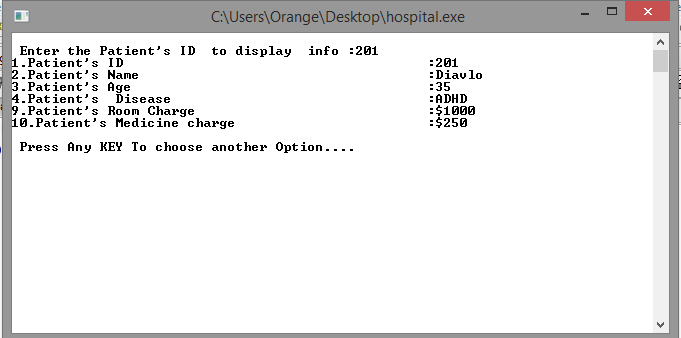 C:\Users\Orange\Desktop\hospital.exe
Enter the Patient's ID  to display  info :201
1.Patient's ID :201
2.Patient's Name :Diavlo
3.Patient's Age :35
4.Patient's  Disease :ADHD
9.Patient's Room Charge :$1000
10.Patient's Medicine charge :$250
Press Any KEY To choose another Option....